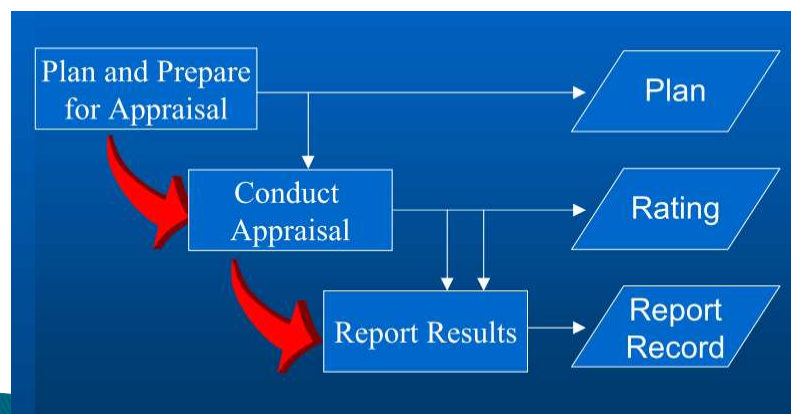 Plan and Prepare
for Appraisal
Plan
Conduct
Appraisal
Rating
Report Results
Report
Record